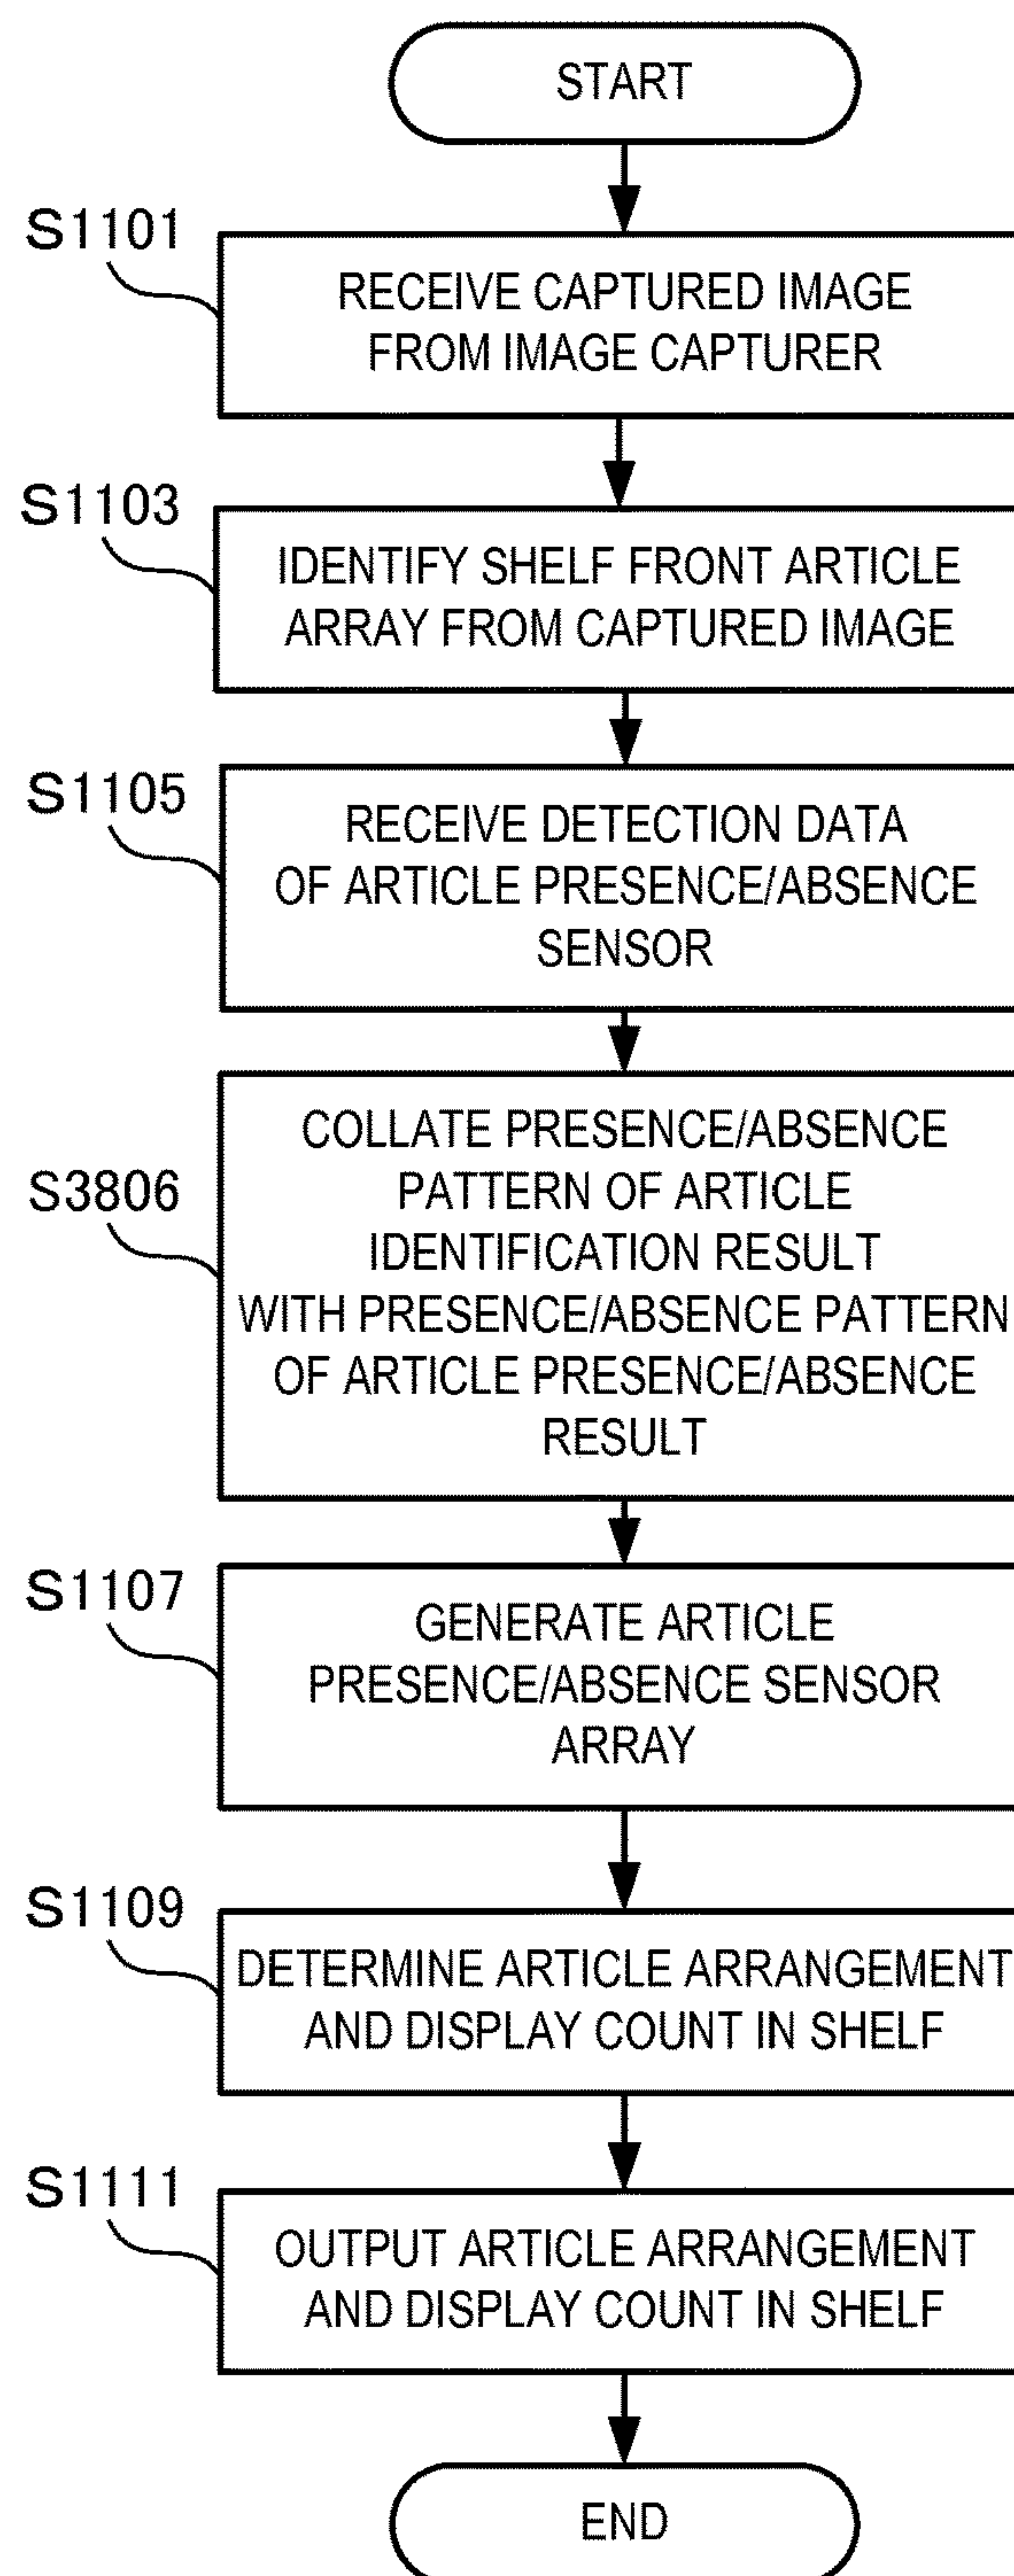 START
S1101
RECEIVE CAPTURED IMAGE
FROM IMAGE CAPTURER
S1103
IDENTIFY SHELF FRONT ARTICLE
ARRAY FROM CAPTURED IMAGE
S1105
RECEIVE DETECTION DATA
OF ARTICLE PRESENCE/ABSENCE
SENSOR
S3806
COLLATE PRESENCE/ABSENCE
PATTERN OF ARTICLE
IDENTIFICATION RESULT
WITH PRESENCE/ABSENCE PATTERN
OF ARTICLE PRESENCE/ABSENCE
RESULT
S1107
GENERATE ARTICLE
PRESENCE/ABSENCE SENSOR
ARRAY
S1109
DETERMINE ARTICLE ARRANGEMENT
AND DISPLAY COUNT IN SHELF
S1111
OUTPUT ARTICLE ARRANGEMENT
AND DISPLAY COUNT IN SHELF
END